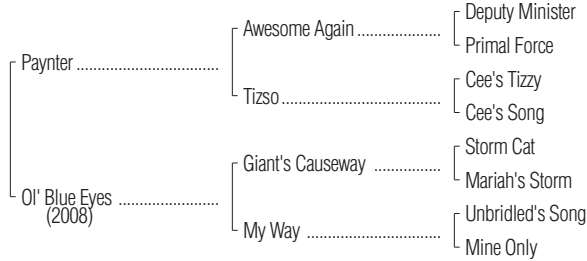 Deputy Minister
Awesome Again ....................
Primal Force
Paynter ..................................
Cee's Tizzy
Tizso ......................................
Cee's Song
Storm Cat
Giant's Causeway ................
Mariah's Storm
Ol' Blue Eyes ........................
(2008)
Unbridled's Song
My Way ................................
Mine Only